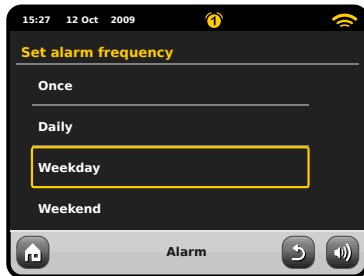 15:27 12 Oct 2009 1
Set alarm frequency
Once
Daily
Weekday
Weekend
Alarm